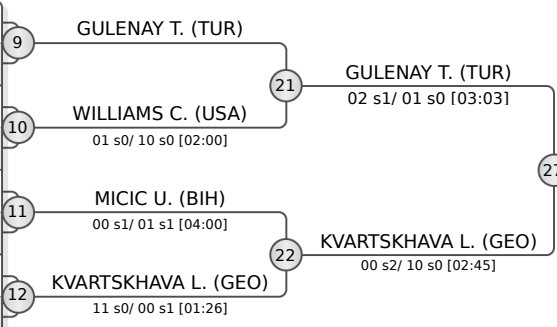 9
GULENAY T. (TUR)
21
GULENAY T. (TUR)
02 s1/ 01 s0 [03:03]
10
WILLIAMS C. (USA)
01 s0/ 10 s0 [02:00]
27
11
MICIC U. (BIH)
00 s1/ 01 s1 [04:00]
22
KVARTSKHAVA L. (GEO)
00 s2/ 10 s0 [02:45]
12
KVARTSKHAVA L. (GEO)
11 s0/ 00 s1 [01:26]